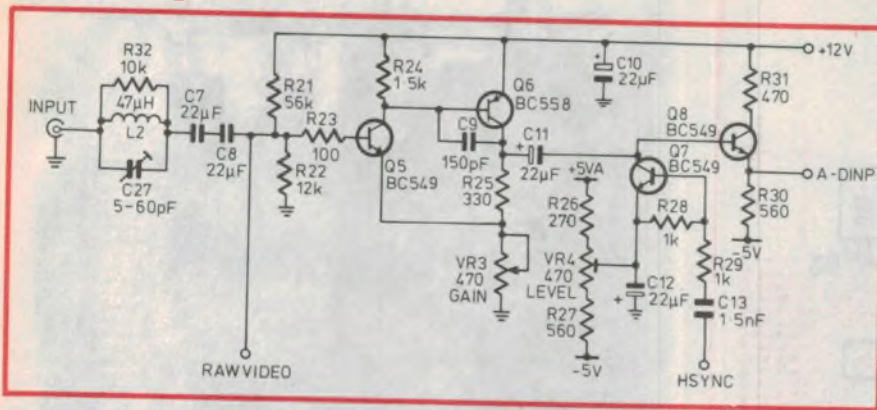 R32
10k
47µH
L2
C27
5-60pF
INPUT
C7
22µF
C8
22µF
R21
56k
R22
12k
R23
100
RAW VIDEO
R24
1·5k
Q5
BC549
C9
150pF
Q6
BC558
R25
330
VR3
470
GAIN
C11
22µF
+
C10
22µF
+
+5VA
R26
270
VR4
470
LEVEL
R27
560
-5V
Q7
BC549
R28
1k
C12
22µF
+
R29
1k
C13
1·5nF
HSYNC
Q8
BC549
R31
470
+12V
A-DINP
R30
560
-5V